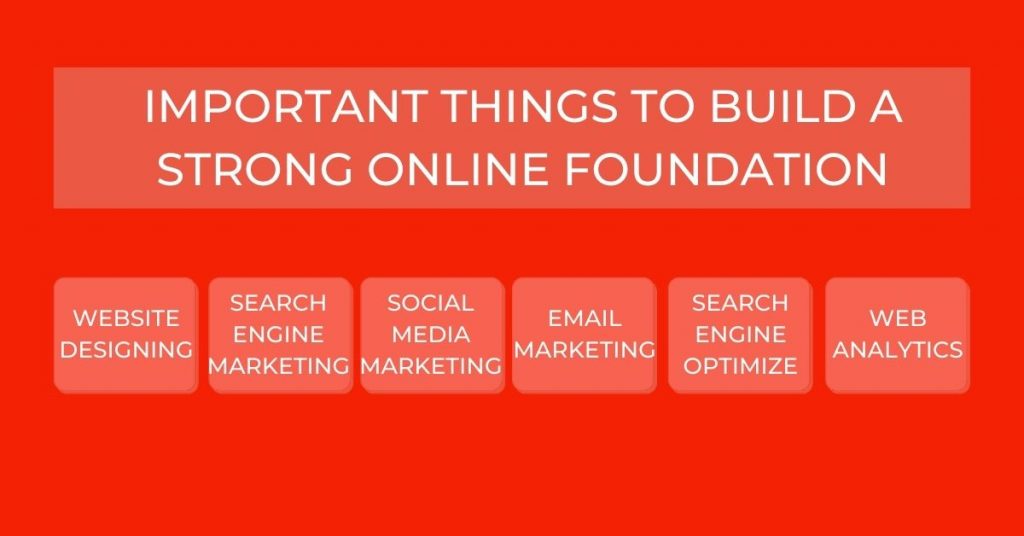 IMPORTANT THINGS TO BUILD A
STRONG ONLINE FOUNDATION
WEBSITE
DESIGNING
SEARCH
ENGINE
MARKETING
SOCIAL
MEDIA
MARKETING
EMAIL
MARKETING
SEARCH
ENGINE
OPTIMIZE
WEB
ANALYTICS